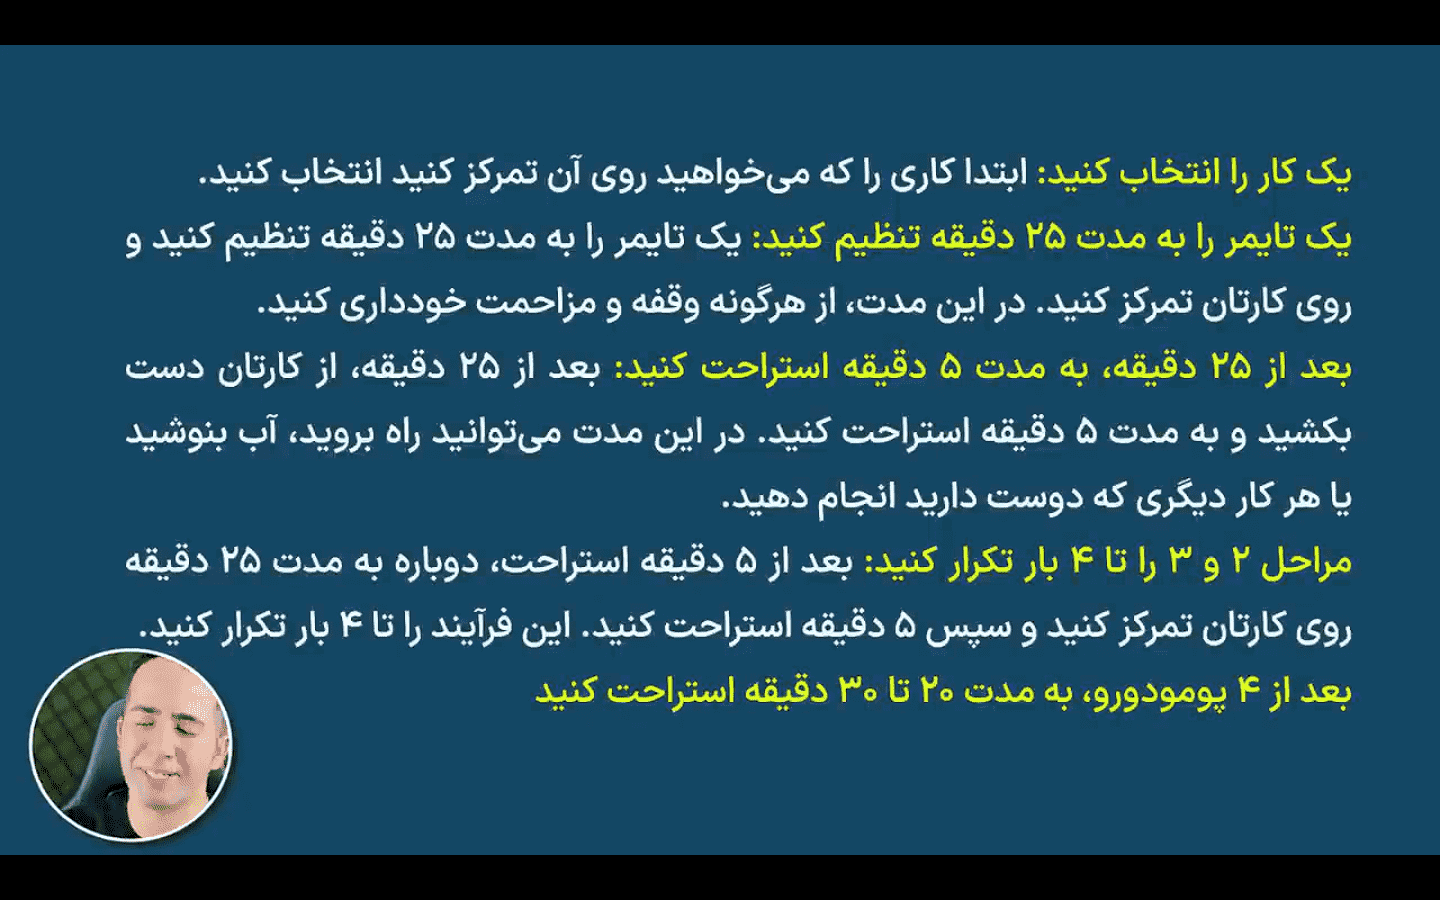 یک کار را انتخاب کنید: ابتدا کاری را که می‌خواهید روی آن تمرکز کنید انتخاب کنید.
یک تایمر را به مدت ۲۵ دقیقه تنظیم کنید: یک تایمر را به مدت ۲۵ دقیقه تنظیم کنید و
روی کارتان تمرکز کنید. در این مدت، از هرگونه وقفه و مزاحمت خودداری کنید.
بعد از ۲۵ دقیقه، به مدت ۵ دقیقه استراحت کنید: بعد از ۲۵ دقیقه، از کارتان دست
بکشید و به مدت ۵ دقیقه استراحت کنید. در این مدت می‌توانید راه بروید، آب بنوشید
یا هر کار دیگری که دوست دارید انجام دهید.
مراحل ۲ و ۳ را تا ۴ بار تکرار کنید: بعد از ۵ دقیقه استراحت، دوباره به مدت ۲۵ دقیقه
روی کارتان تمرکز کنید و سپس ۵ دقیقه استراحت کنید. این فرآیند را تا ۴ بار تکرار کنید.
بعد از ۴ پومودورو، به مدت ۲۰ تا ۳۰ دقیقه استراحت کنید